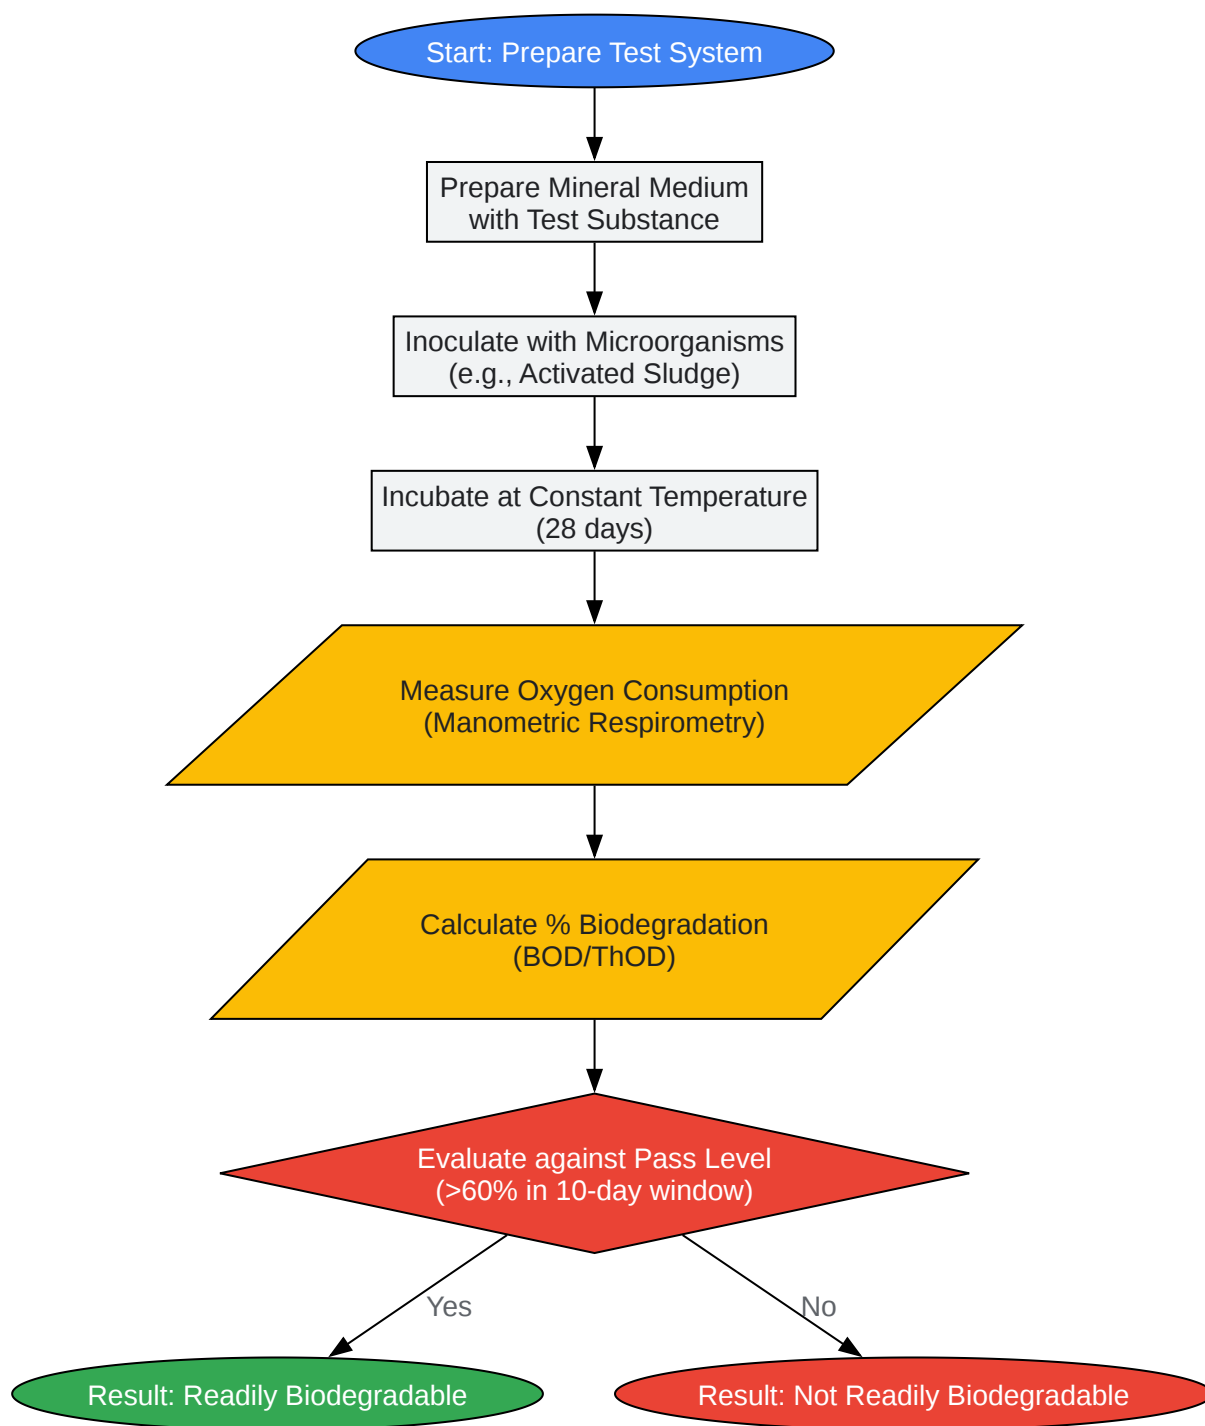 Start: Prepare Test System
Prepare Mineral Medium
with Test Substance
Inoculate with Microorganisms
(e.g., Activated Sludge)
Incubate at Constant Temperature
(28 days)
Measure Oxygen Consumption
(Manometric Respirometry)
Calculate % Biodegradation
(BOD/ThOD)
Evaluate against Pass Level
(>60% in 10-day window)
Yes
No
Result: Readily Biodegradable
Result: Not Readily Biodegradable